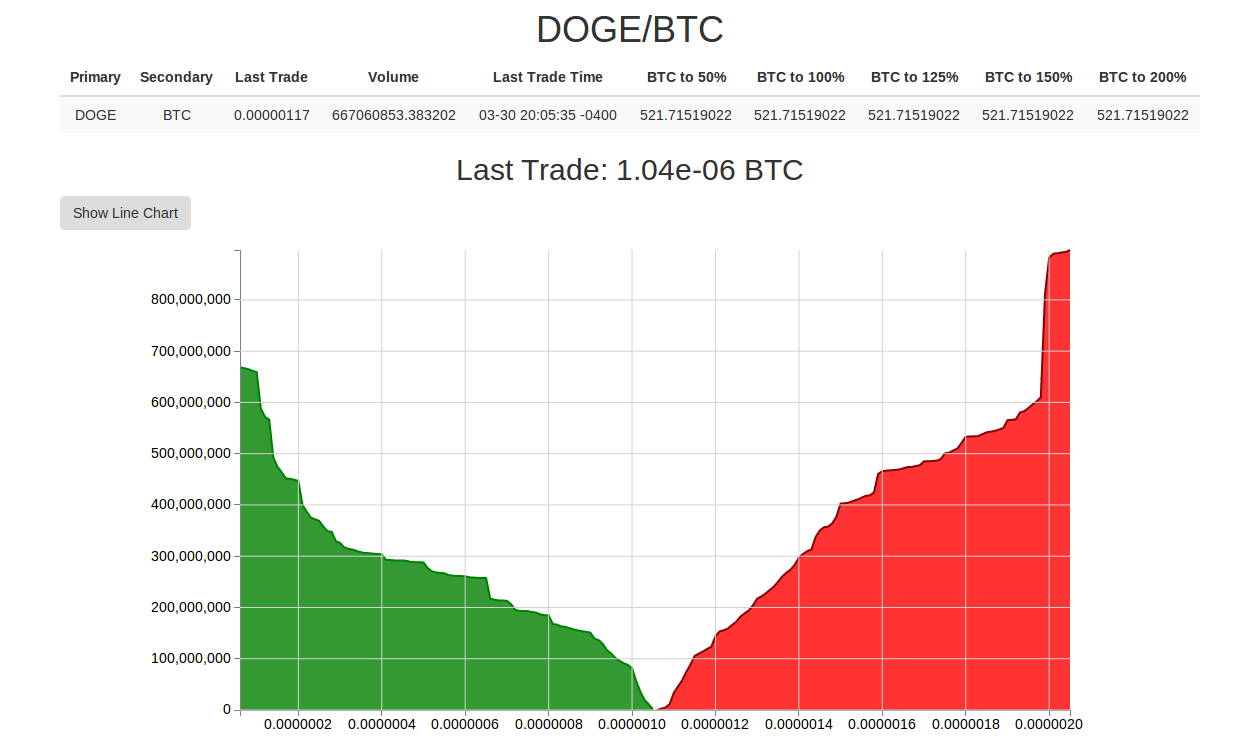 DOGE/BTC
Primary Secondary Last Trade Volume Last Trade Time BTC to 50% BTC to 100% BTC to 125% BTC to 150% BTC to 200%
DOGE BTC 0.00000117 667060853.383202 03-30 20:05:35 -0400 521.71519022 521.71519022 521.71519022 521.71519022 521.71519022
Last Trade: 1.04e-06 BTC
Show Line Chart
800,000,000
700,000,000
600,000,000
500,000,000
400,000,000
300,000,000
200,000,000
100,000,000
0
0.0000002 0.0000004 0.0000006 0.0000008 0.0000010 0.0000012 0.0000014 0.0000016 0.0000018 0.0000020